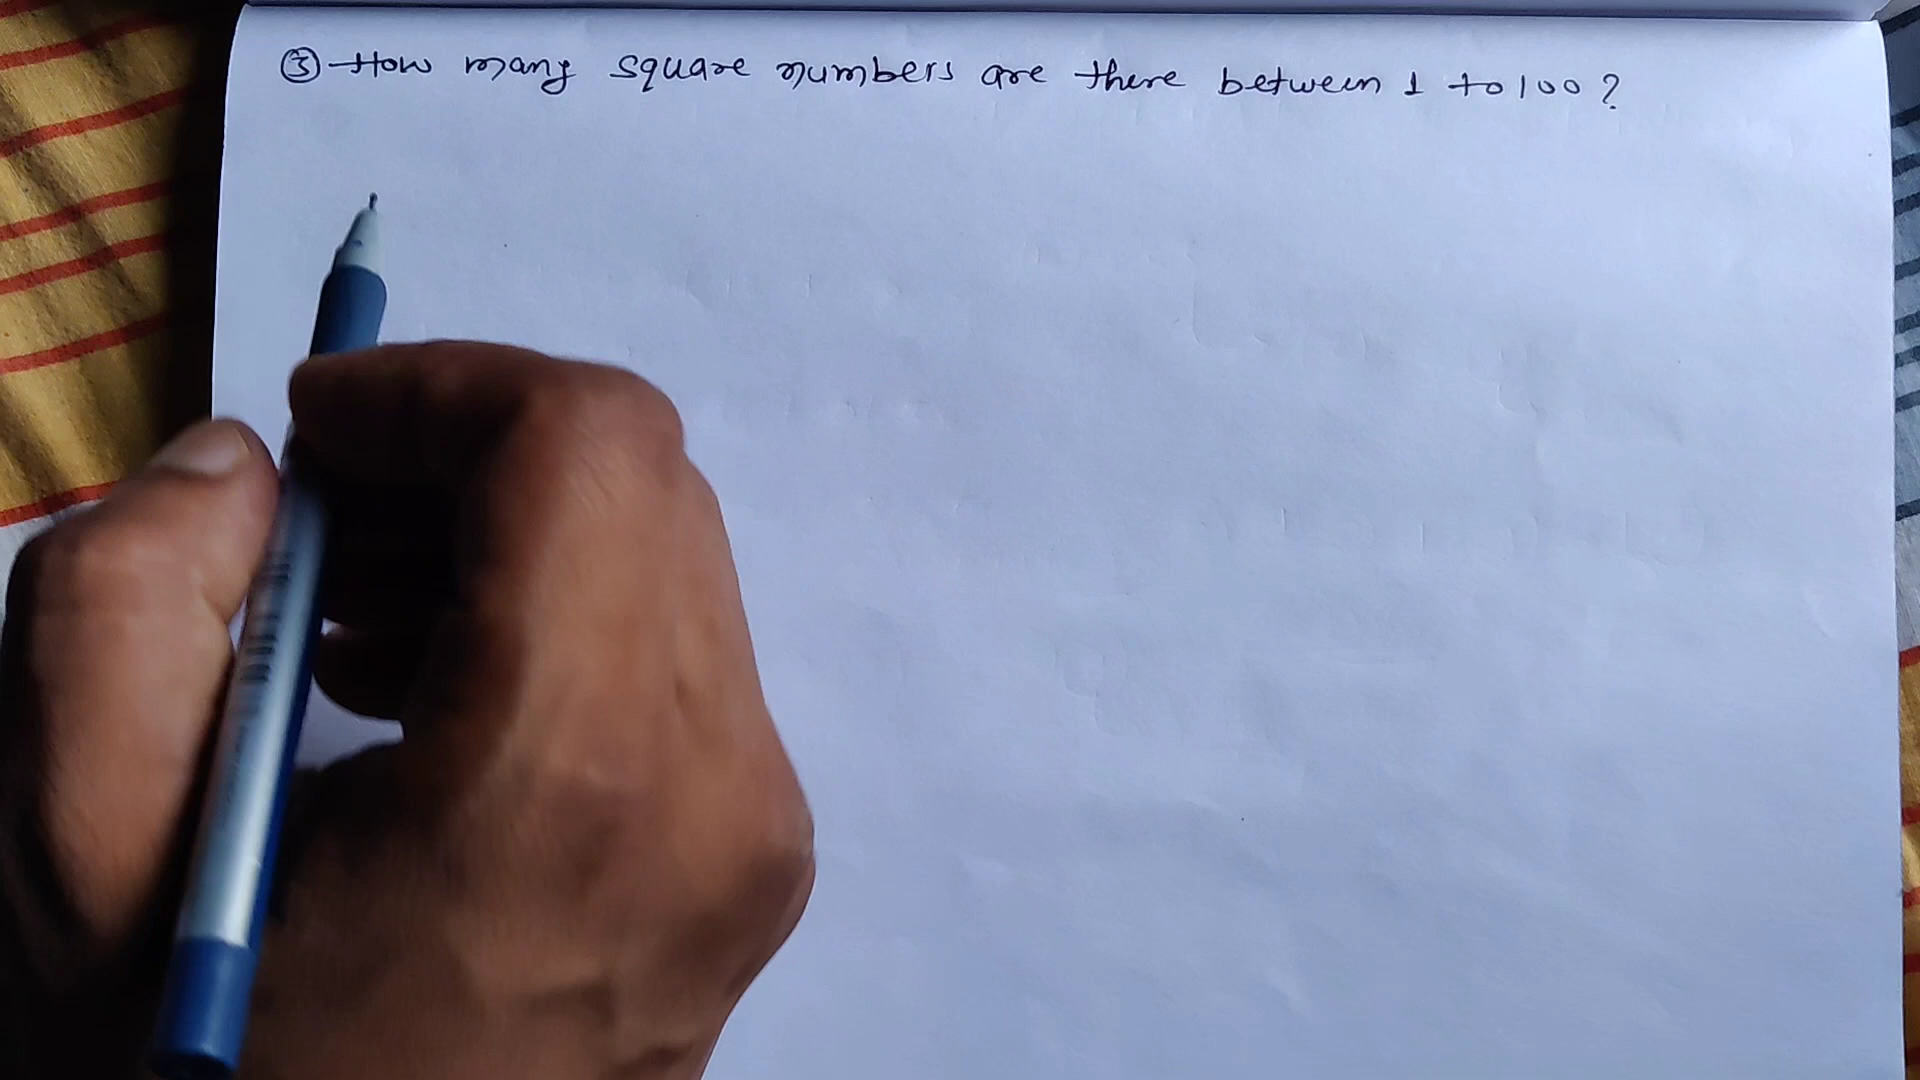 ③ How many square numbers are there between 1 to 100?